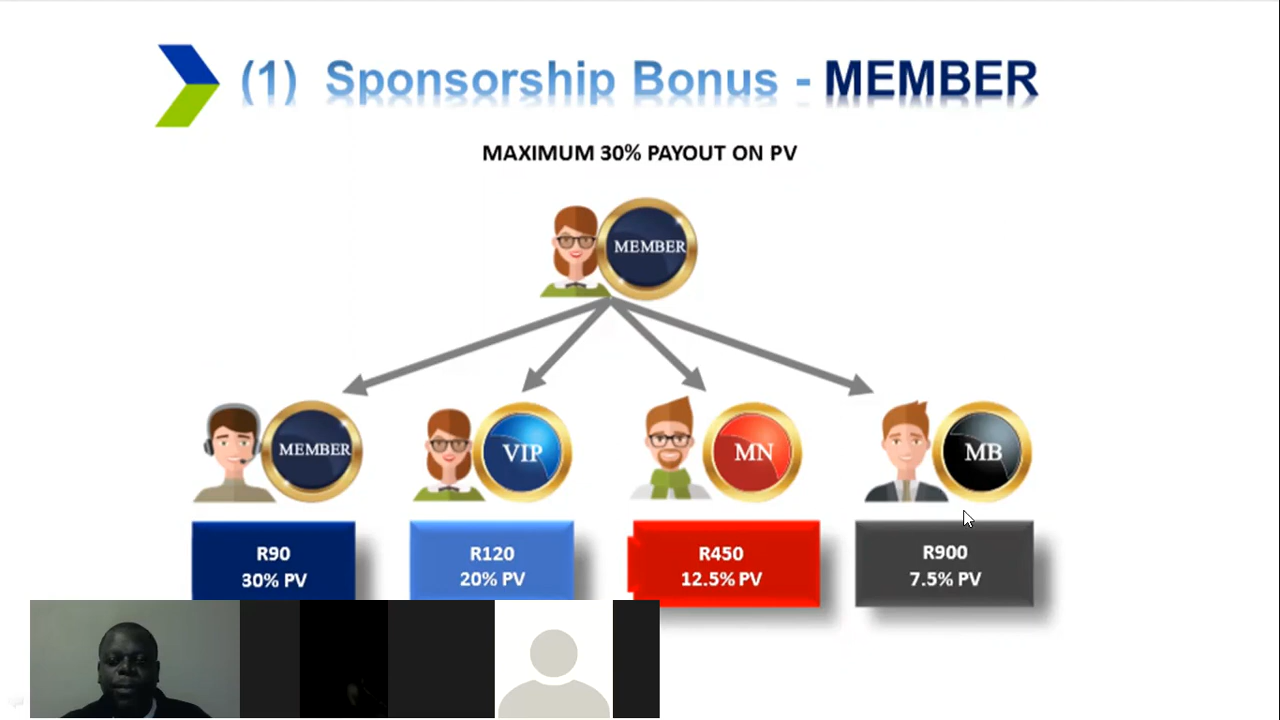 (1) Sponsorship Bonus - MEMBER
MAXIMUM 30% PAYOUT ON PV
MEMBER
MEMBER
VIP
MN
MB
R90
30% PV
R120
20% PV
R450
12.5% PV
R900
7.5% PV